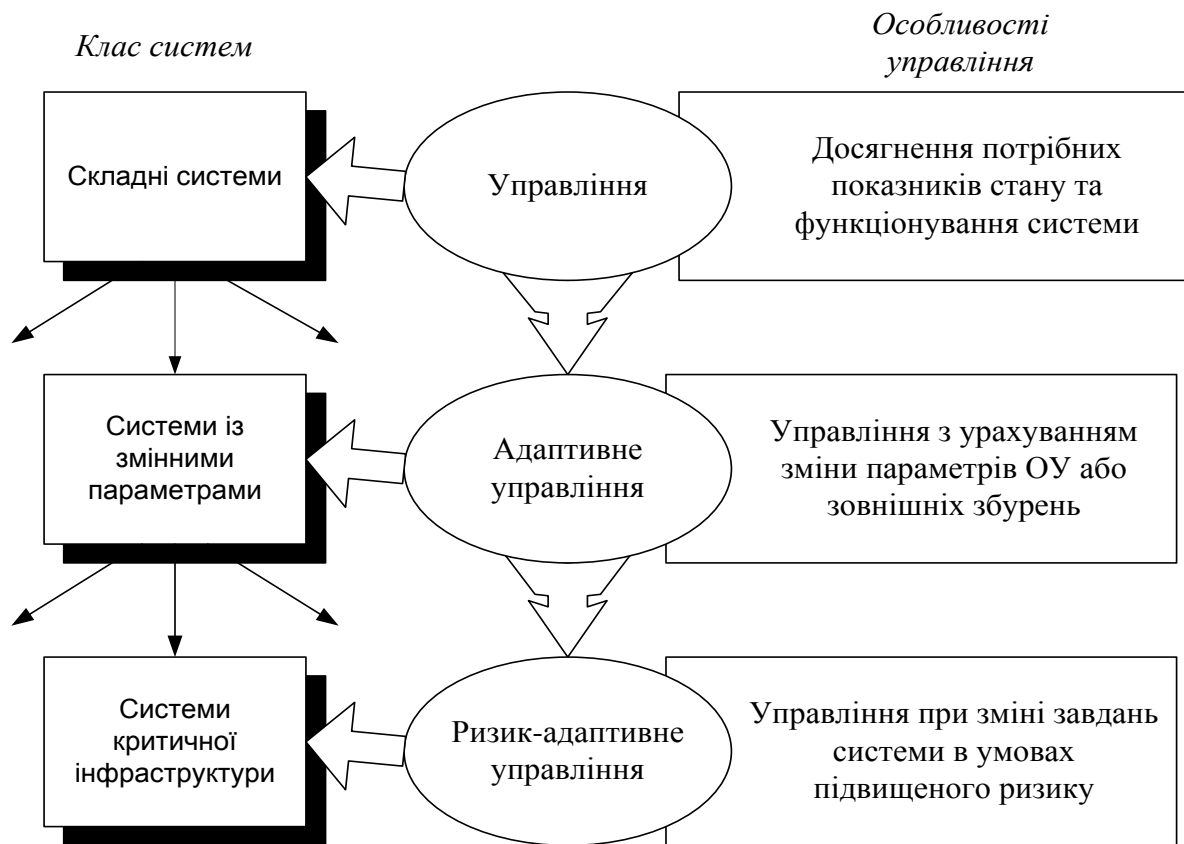 Клас систем
Особливості
управління
Складні системи
Управління
Досягнення потрібних
показників стану та
функціонування системи
Системи із
змінними
параметрами
Адаптивне
управління
Управління з урахуванням
зміни параметрів ОУ або
зовнішніх збурень
Системи
критичної
інфраструктури
Ризик-адаптивне
управління
Управління при зміні завдань
системи в умовах
підвищеного ризику